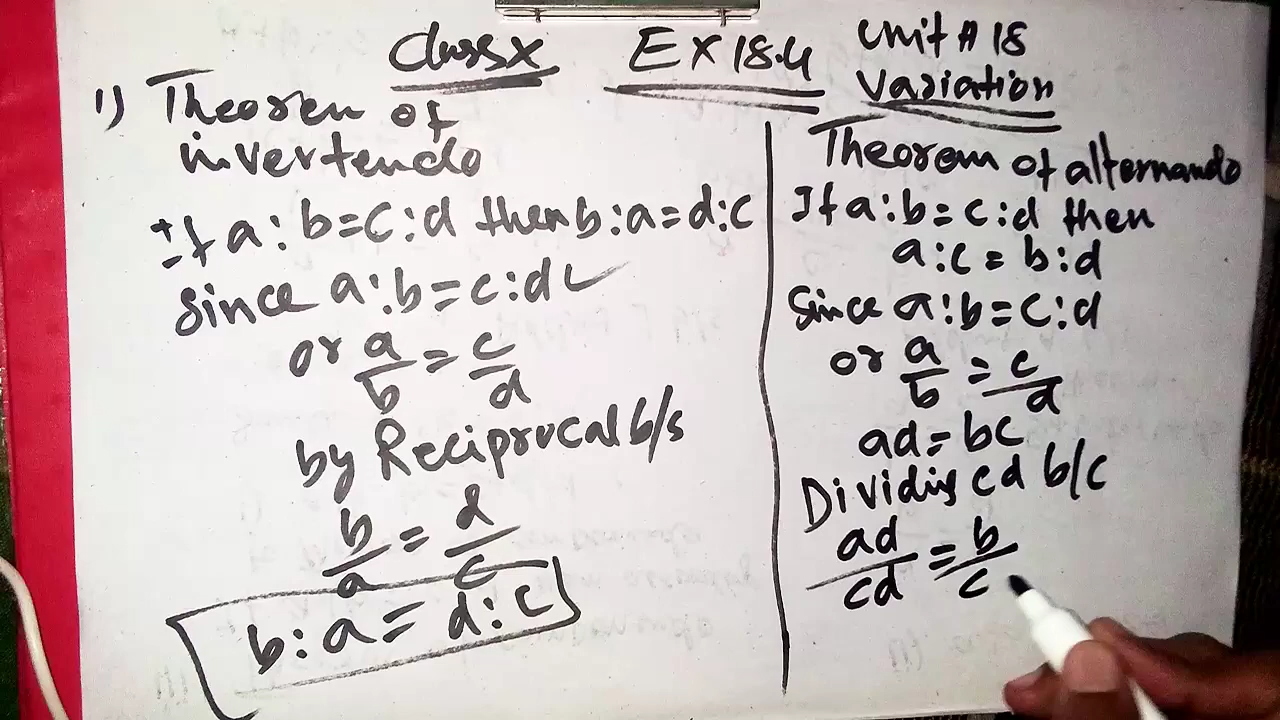 Class X EX 18.4 Unit # 18
Variation
1) Theorem of
invertendo
If a : b = c : d then b : a = d : c
Since a : b = c : d
or a/b = c/d
by Reciprocal b/s
b/a = d/c
b : a = d : c
Theorem of alternando
If a : b = c : d then
a : c = b : d
Since a : b = c : d
or a/b = c/d
ad = bc
Dividing cd b/c
ad/cd = b/c